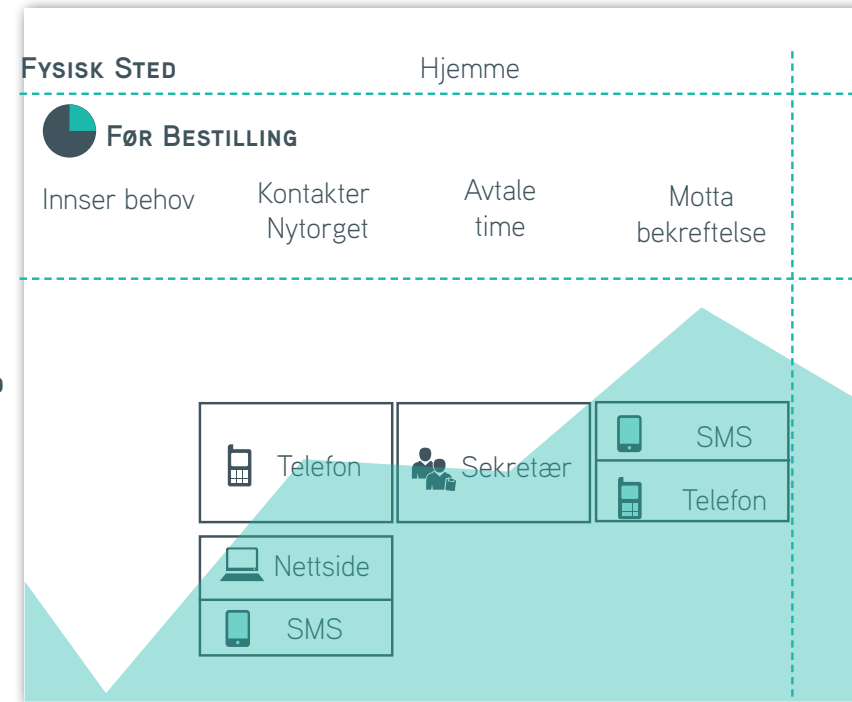 Fysisk Sted
Hjemme
Før Bestilling
Innser behov
Kontakter
Nytorget
Avtale
time
Motta
bekreftelse
Telefon
Sekretær
SMS
Telefon
Nettside
SMS